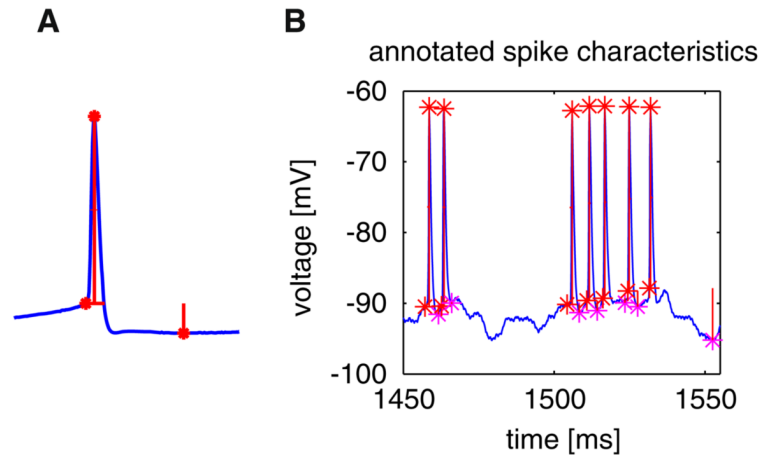 A
B
annotated spike characteristics
-60
-70
-80
-90
-100
voltage [mV]
1450
1500
1550
time [ms]